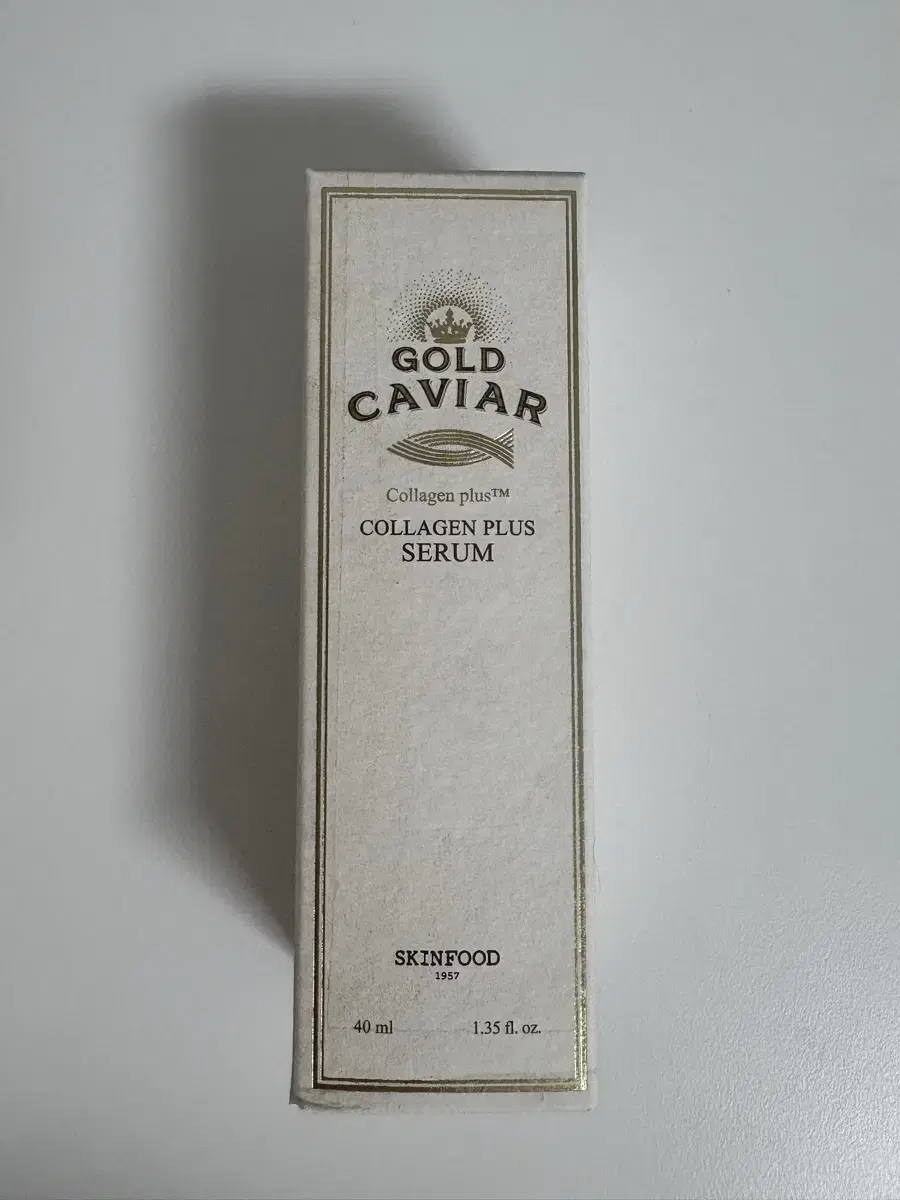 GOLD
CAVIAR
Collagen plus™
COLLAGEN PLUS
SERUM
SKINFOOD
1957
40 ml 1.35 fl. oz.